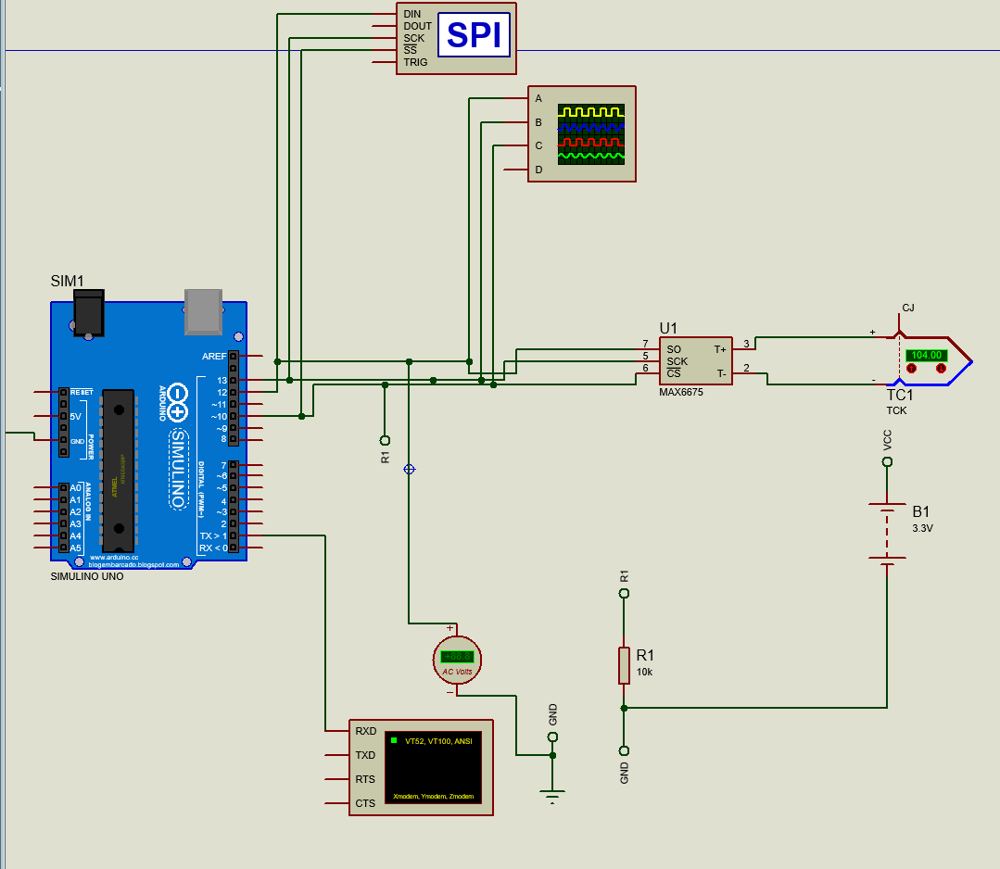 DIN
DOUT
SCK
SS
TRIG
SPI
A
B
C
D
SIM1
AREF
13
12
~11
~10
~9
8
7
~6
~5
4
~3
2
TX > 1
RX < 0
RESET
5V
GND
POWER
A0
A1
A2
A3
A4
A5
ANALOG IN
ARDUINO
SIMULINO
DIGITAL (PWM~)
ATMEL
www.arduino.cc
blogembarcado.blogspot.com
SIMULINO UNO
R1
U1
7 SO T+ 3
5 SCK
6 CS T- 2
MAX6675
CJ
+
104.00
-
TC1
TCK
VCC
B1
3.3V
R1
R1
10k
GND
+
AC Volts
−
GND
RXD
TXD
RTS
CTS
VT52, VT100, ANSI
Xmodem, Ymodem, Zmodem